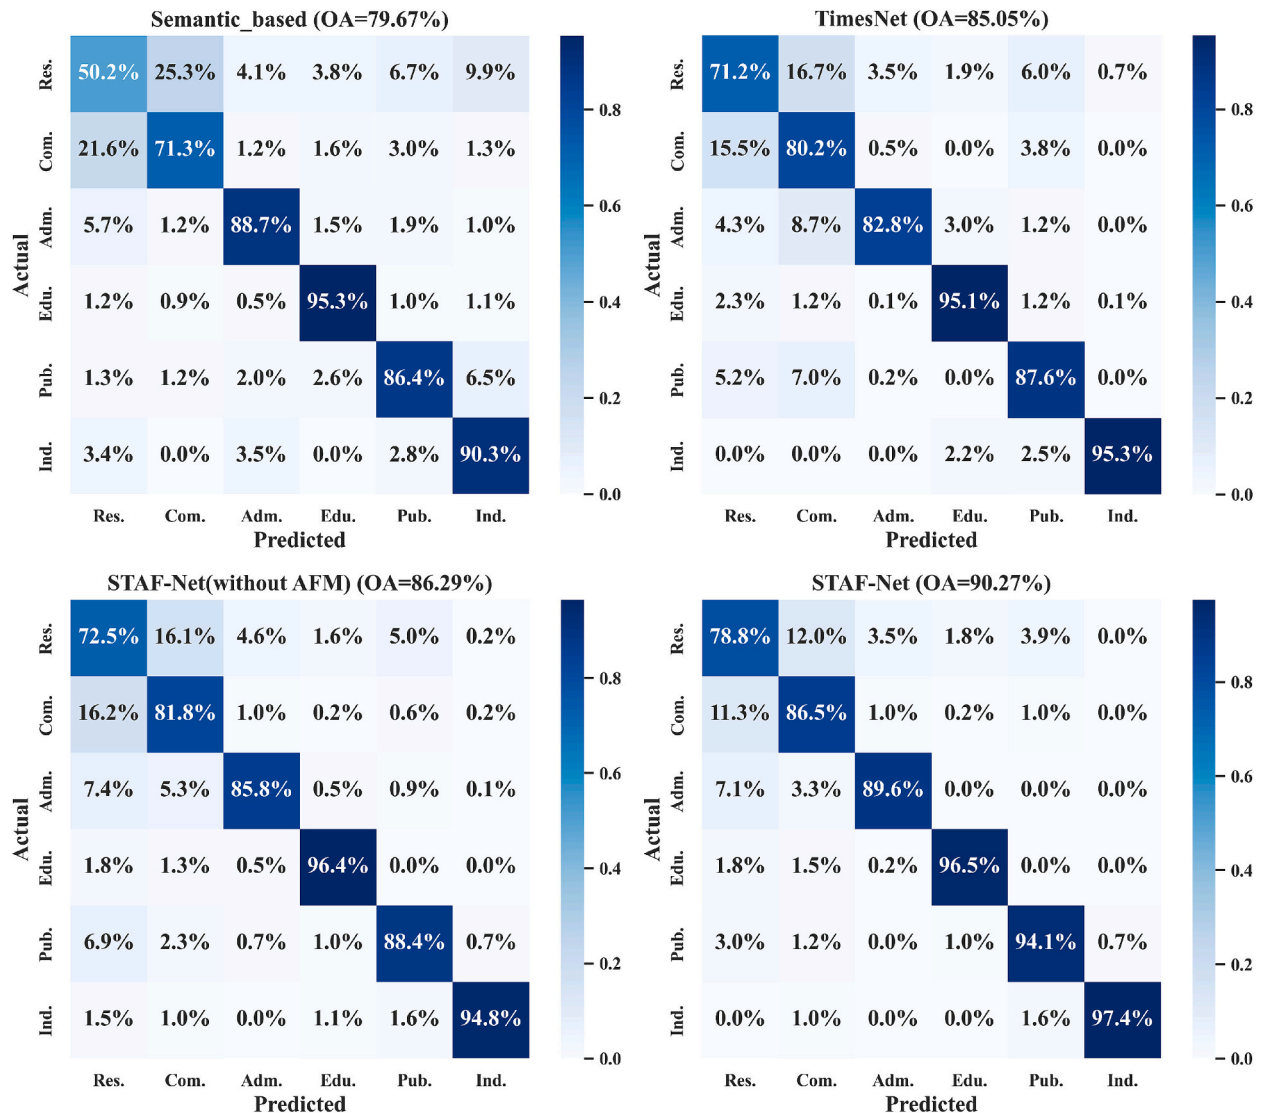 Semantic_based (OA=79.67%)
Res. 50.2% 25.3% 4.1% 3.8% 6.7% 9.9%
Com. 21.6% 71.3% 1.2% 1.6% 3.0% 1.3%
Adm. 5.7% 1.2% 88.7% 1.5% 1.9% 1.0%
Edu. 1.2% 0.9% 0.5% 95.3% 1.0% 1.1%
Pub. 1.3% 1.2% 2.0% 2.6% 86.4% 6.5%
Ind. 3.4% 0.0% 3.5% 0.0% 2.8% 90.3%
Actual
Res. Com. Adm. Edu. Pub. Ind.
Predicted
0.8
0.6
0.4
0.2
0.0
TimesNet (OA=85.05%)
Res. 71.2% 16.7% 3.5% 1.9% 6.0% 0.7%
Com. 15.5% 80.2% 0.5% 0.0% 3.8% 0.0%
Adm. 4.3% 8.7% 82.8% 3.0% 1.2% 0.0%
Edu. 2.3% 1.2% 0.1% 95.1% 1.2% 0.1%
Pub. 5.2% 7.0% 0.2% 0.0% 87.6% 0.0%
Ind. 0.0% 0.0% 0.0% 2.2% 2.5% 95.3%
Actual
Res. Com. Adm. Edu. Pub. Ind.
Predicted
0.8
0.6
0.4
0.2
0.0
STAF-Net(without AFM) (OA=86.29%)
Res. 72.5% 16.1% 4.6% 1.6% 5.0% 0.2%
Com. 16.2% 81.8% 1.0% 0.2% 0.6% 0.2%
Adm. 7.4% 5.3% 85.8% 0.5% 0.9% 0.1%
Edu. 1.8% 1.3% 0.5% 96.4% 0.0% 0.0%
Pub. 6.9% 2.3% 0.7% 1.0% 88.4% 0.7%
Ind. 1.5% 1.0% 0.0% 1.1% 1.6% 94.8%
Actual
Res. Com. Adm. Edu. Pub. Ind.
Predicted
0.8
0.6
0.4
0.2
0.0
STAF-Net (OA=90.27%)
Res. 78.8% 12.0% 3.5% 1.8% 3.9% 0.0%
Com. 11.3% 86.5% 1.0% 0.2% 1.0% 0.0%
Adm. 7.1% 3.3% 89.6% 0.0% 0.0% 0.0%
Edu. 1.8% 1.5% 0.2% 96.5% 0.0% 0.0%
Pub. 3.0% 1.2% 0.0% 1.0% 94.1% 0.7%
Ind. 0.0% 1.0% 0.0% 0.0% 1.6% 97.4%
Actual
Res. Com. Adm. Edu. Pub. Ind.
Predicted
0.8
0.6
0.4
0.2
0.0